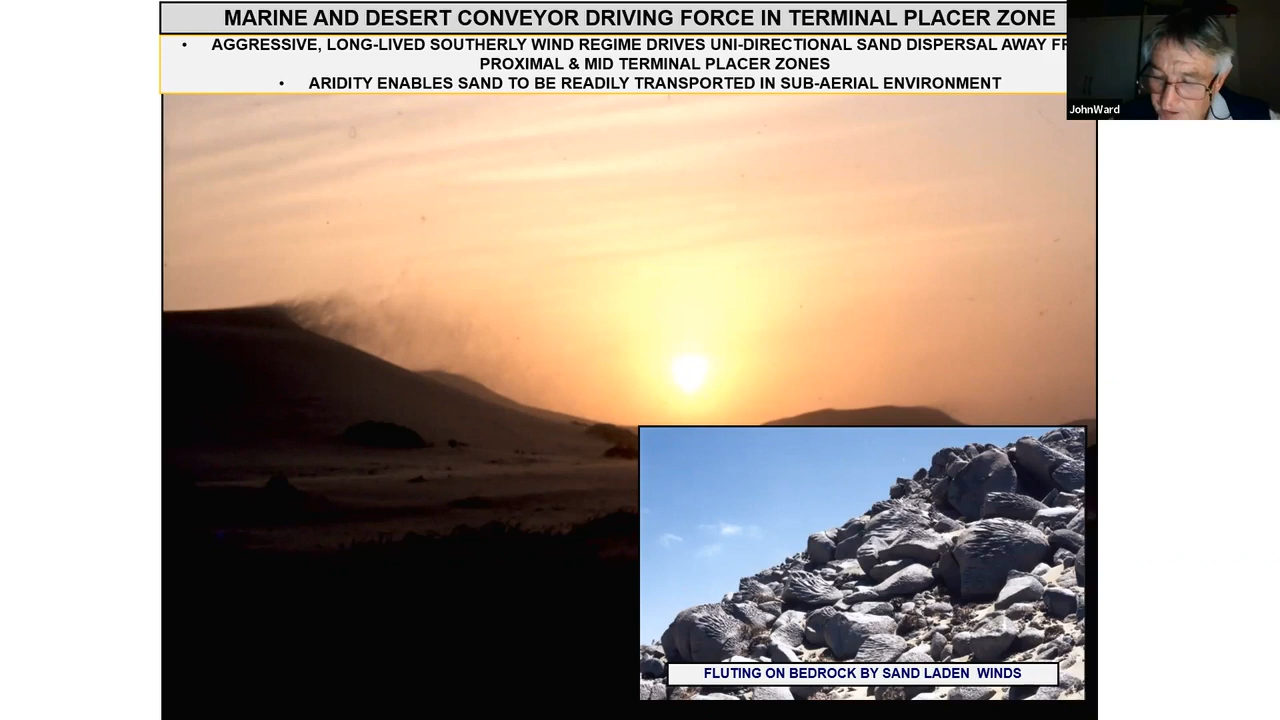 MARINE AND DESERT CONVEYOR DRIVING FORCE IN TERMINAL PLACER ZONE
• AGGRESSIVE, LONG-LIVED SOUTHERLY WIND REGIME DRIVES UNI-DIRECTIONAL SAND DISPERSAL AWAY
PROXIMAL & MID TERMINAL PLACER ZONES
• ARIDITY ENABLES SAND TO BE READILY TRANSPORTED IN SUB-AERIAL ENVIRONMENT
JohnWard
FLUTING ON BEDROCK BY SAND LADEN WINDS